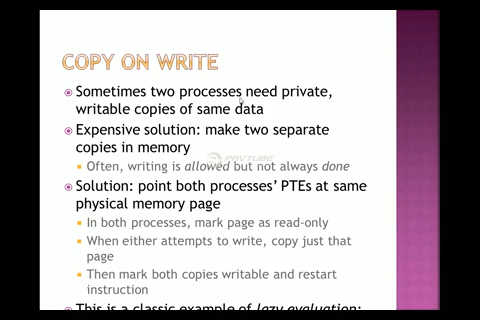 COPY ON WRITE
Sometimes two processes need private,
writable copies of same data
Expensive solution: make two separate
copies in memory
Often, writing is allowed but not always done
PAVTUBE
Solution: point both processes' PTEs at same
physical memory page
In both processes, mark page as read-only
When either attempts to write, copy just that
page
Then mark both copies writable and restart
instruction
This is a classic example of lazy evaluation: